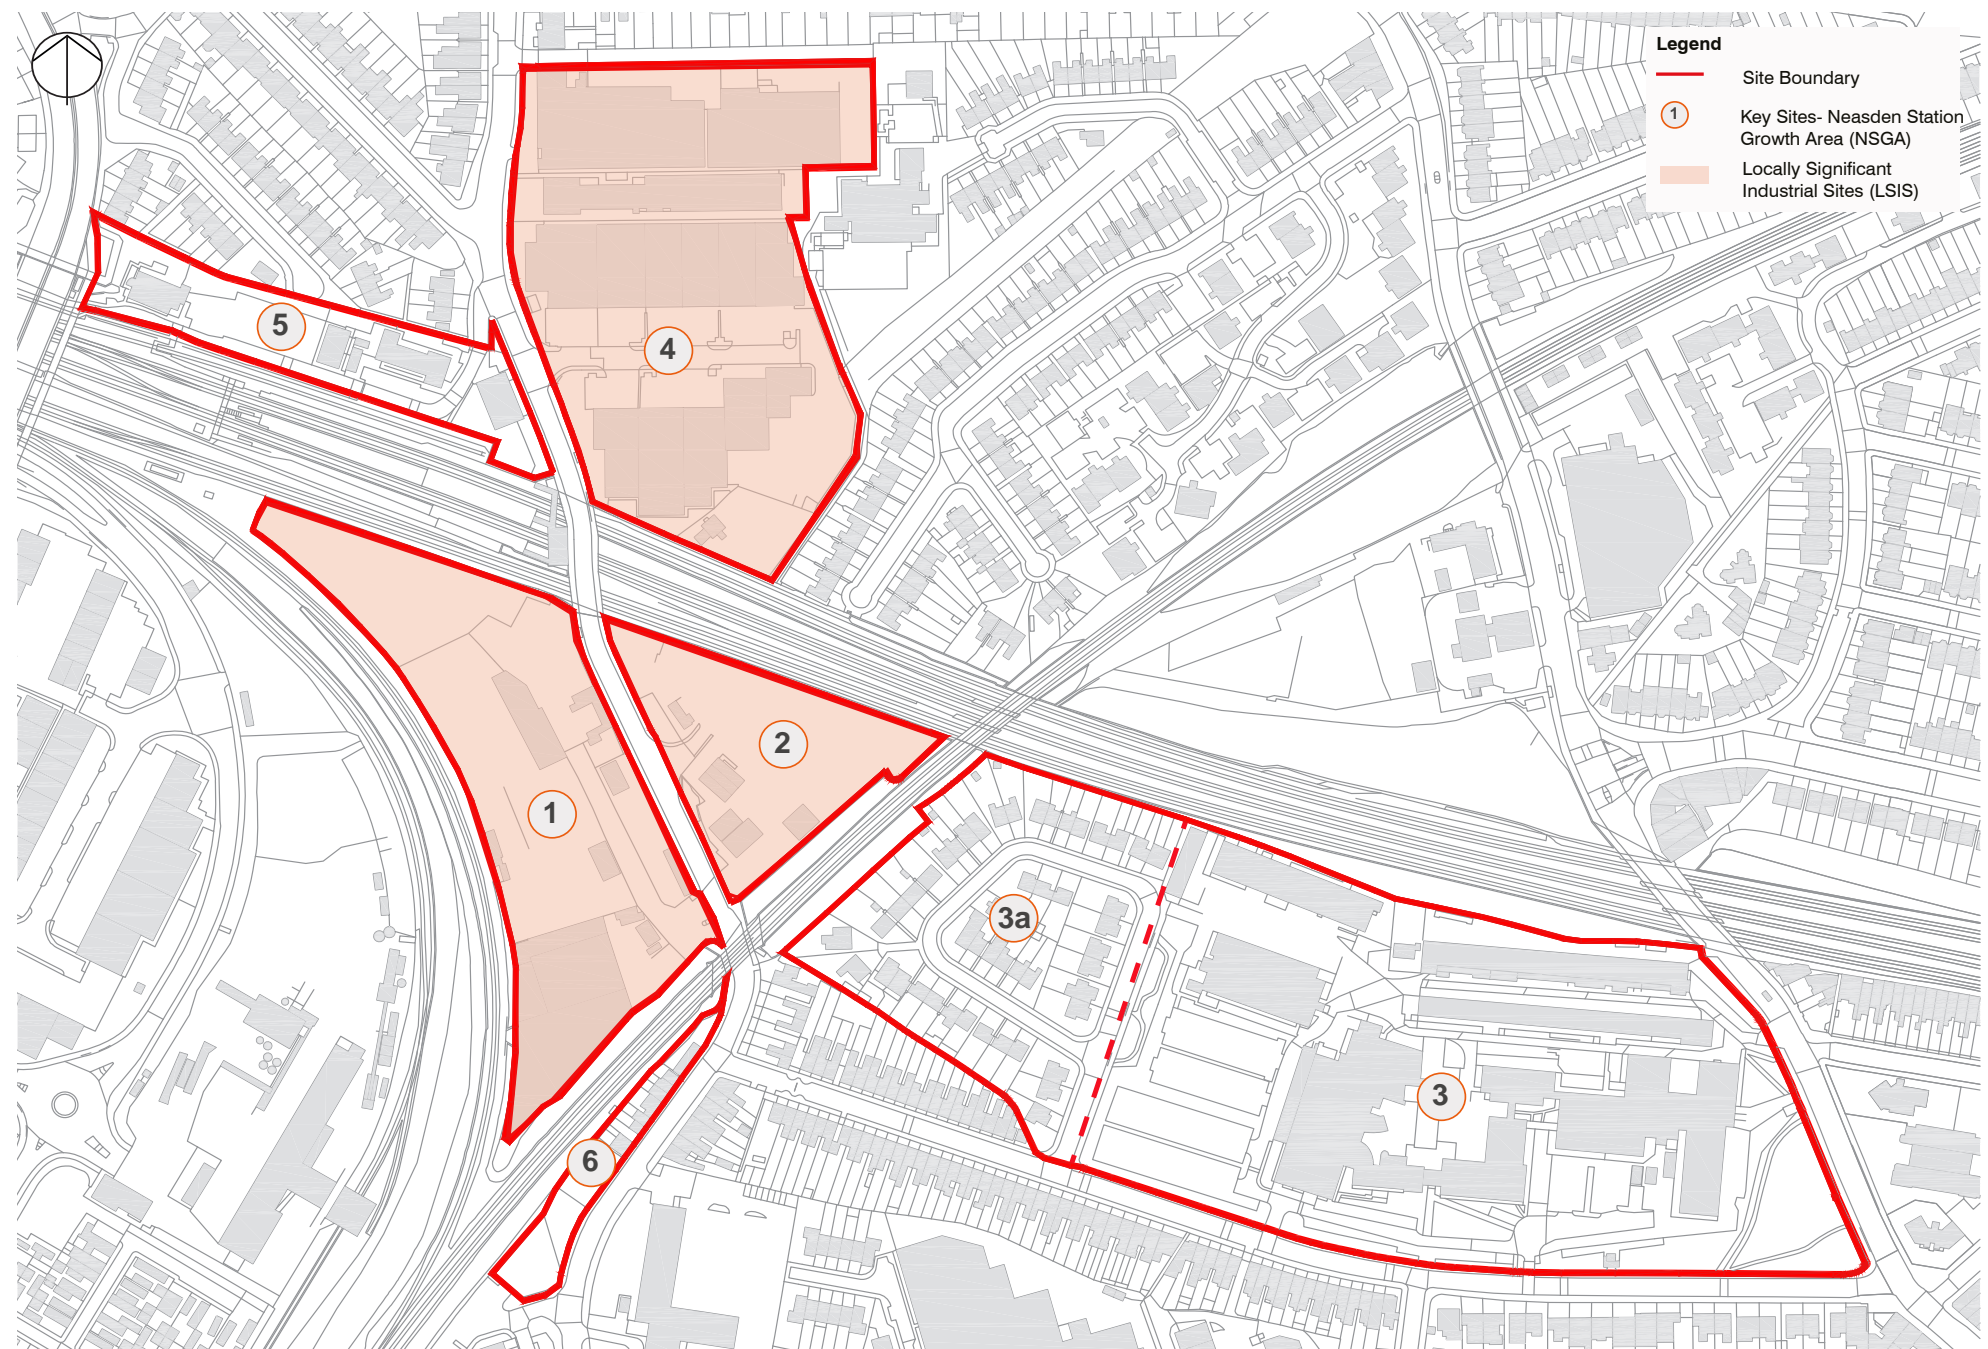 Legend
Site Boundary
1
Key Sites- Neasden Station
Growth Area (NSGA)
Locally Significant
Industrial Sites (LSIS)
5
4
2
1
3a
3
6